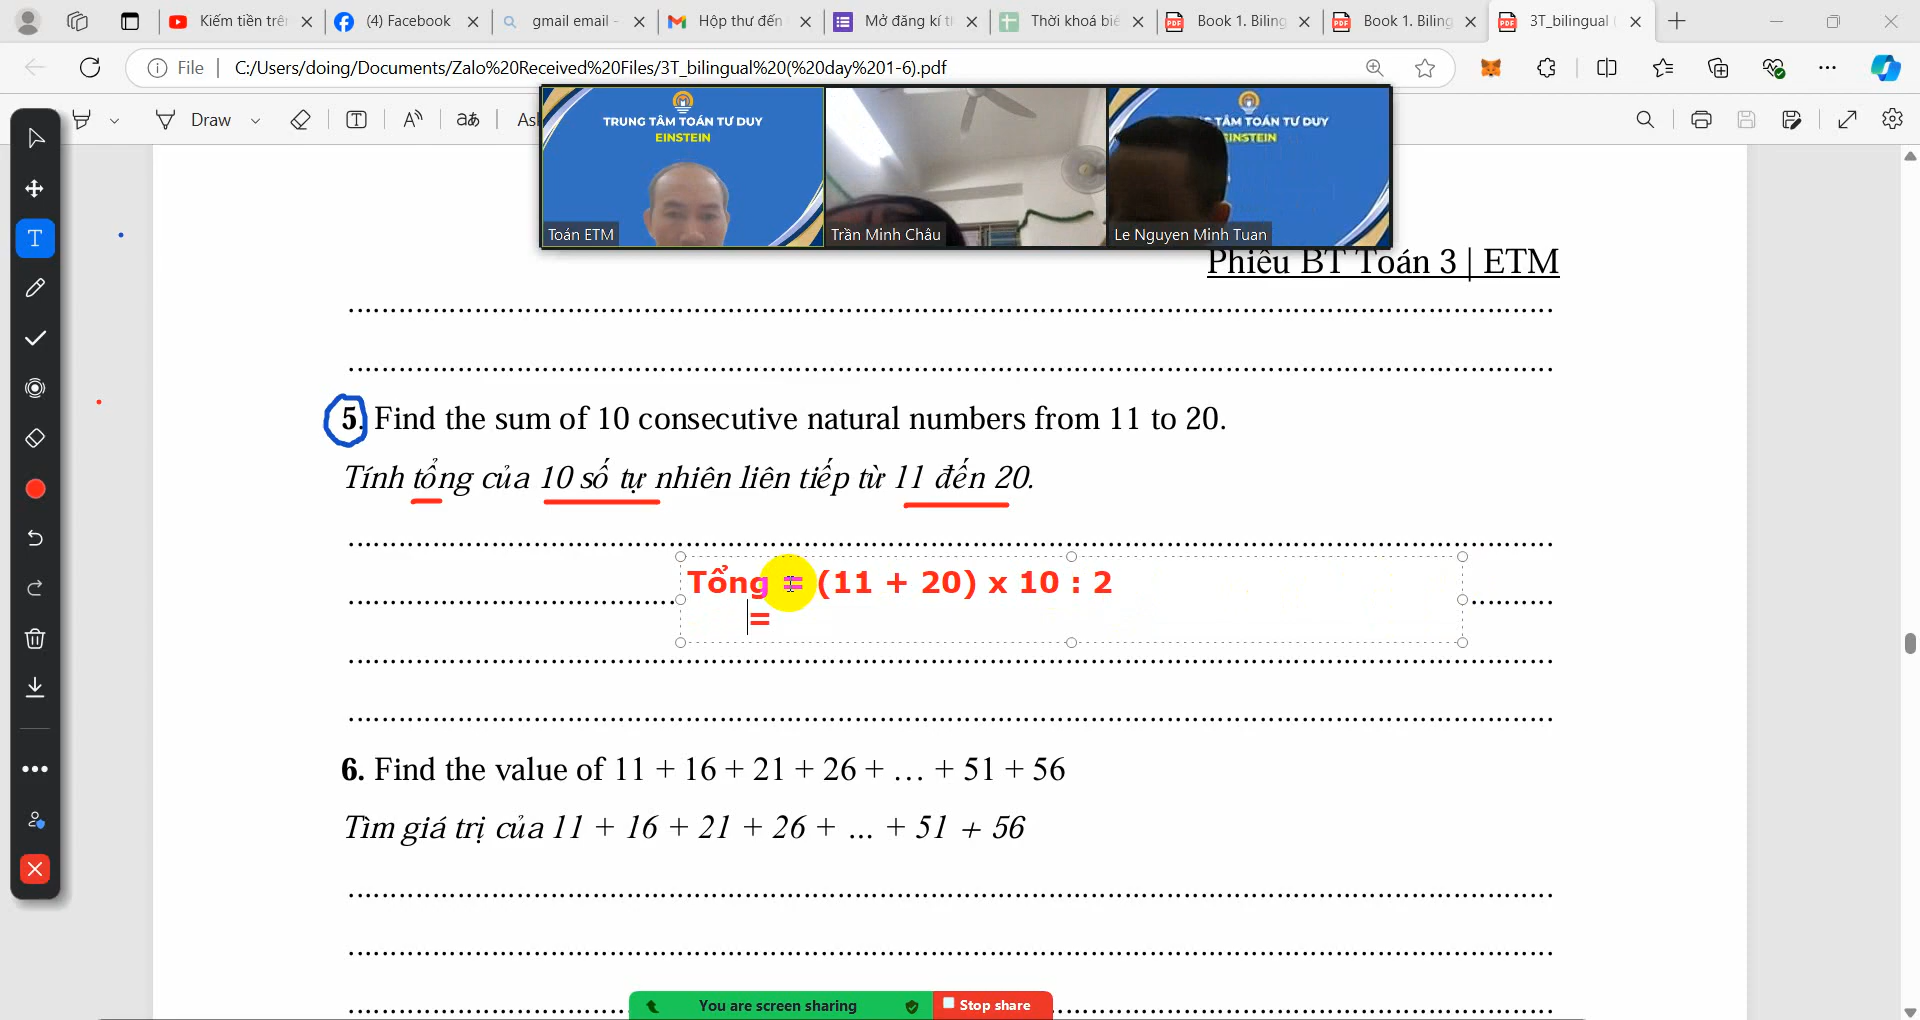 Kiếm tiền trê
(4) Facebook
gmail email -
Hộp thư đến
Mở đăng kí t
Thời khoá biể
Book 1. Biling
Book 1. Biling
3T_bilingual
File
C:/Users/doing/Documents/Zalo%20Received%20Files/3T_bilingual%20(%20day%201-6).pdf
Draw
As
TRUNG TÂM TOÁN TƯ DUY
EINSTEIN
Toán ETM
Trần Minh Châu
TÂM TOÁN TƯ DUY
EINSTEIN
Le Nguyen Minh Tuan
Phiếu BT Toán 3 | ETM
5. Find the sum of 10 consecutive natural numbers from 11 to 20.
Tính tổng của 10 số tự nhiên liên tiếp từ 11 đến 20.
Tổng = (11 + 20) x 10 : 2
=
6. Find the value of 11 + 16 + 21 + 26 + … + 51 + 56
Tìm giá trị của 11 + 16 + 21 + 26 + ... + 51 + 56
You are screen sharing
Stop share